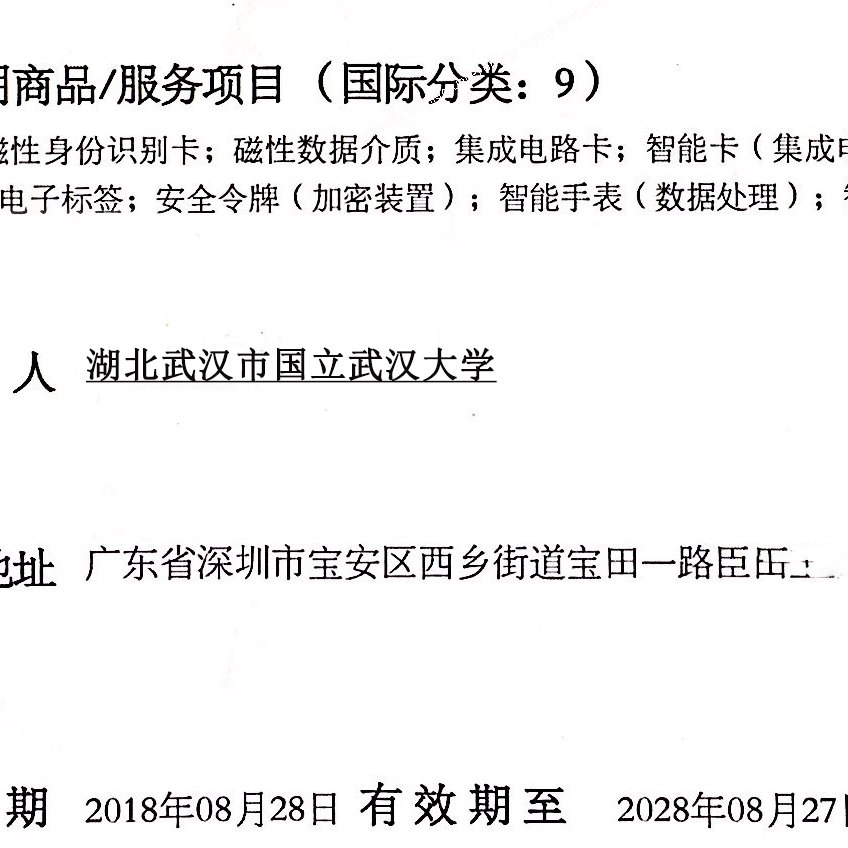 用商品/服务项目（国际分类：9）
磁性身份识别卡；磁性数据介质；集成电路卡；智能卡（集成电
电子标签；安全令牌（加密装置）；智能手表（数据处理）；
人 湖北武汉市国立武汉大学
地址 广东省深圳市宝安区西乡街道宝田一路臣田
期 2018年08月28日 有效期至 2028年08月27日